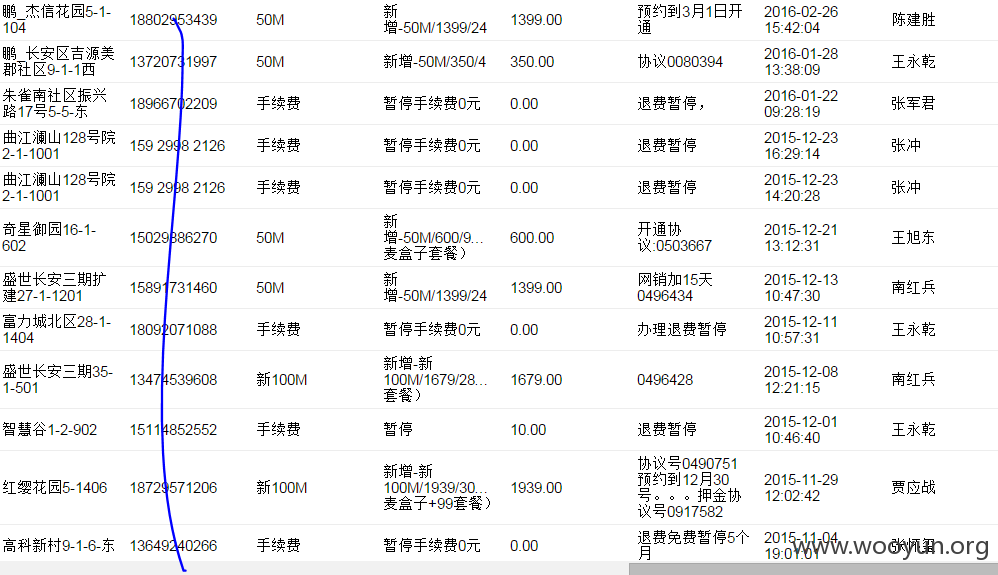 鹏_杰信花园5-1-
104
18802953439
50M
新
增-50M/1399/24
1399.00
预约到3月1日开
通
2016-02-26
15:42:04
陈建胜
鹏_长安区吉源美
郡社区9-1-1西
13720731997
50M
新增-50M/350/4
350.00
协议0080394
2016-01-28
13:38:09
王永乾
朱雀南社区振兴
路17号5-5-东
18966702209
手续费
暂停手续费0元
0.00
退费暂停,
2016-01-22
09:28:19
张军君
曲江澜山128号院
2-1-1001
159 2998 2126
手续费
暂停手续费0元
0.00
退费暂停
2015-12-23
16:29:14
张冲
曲江澜山128号院
2-1-1001
159 2998 2126
手续费
暂停手续费0元
0.00
退费暂停
2015-12-23
14:20:28
张冲
奇星御园16-1-
602
15029886270
50M
新
增-50M/600/9...
麦盒子套餐）
600.00
开通协
议:0503667
2015-12-21
13:12:31
王旭东
盛世长安三期扩
建27-1-1201
15891731460
50M
新
增-50M/1399/24
1399.00
网销加15天
0496434
2015-12-13
10:47:30
南红兵
富力城北区28-1-
1404
18092071088
手续费
暂停手续费0元
0.00
办理退费暂停
2015-12-11
10:57:31
王永乾
盛世长安三期35-
1-501
13474539608
新100M
新增-新
100M/1679/28...
套餐）
1679.00
0496428
2015-12-08
12:21:15
南红兵
智慧谷1-2-902
15114852552
手续费
暂停
10.00
退费暂停
2015-12-01
10:46:40
王永乾
红缨花园5-1406
18729571206
新100M
新增-新
100M/1939/30...
麦盒子+99套餐）
1939.00
协议号0490751
预约到12月30
号。。。押金协
议号0917582
2015-11-29
12:02:42
贾应战
高科新村9-1-6-东
13649240266
手续费
暂停手续费0元
0.00
退费免费暂停5个
月
2015-11-04
19:01:01
www.wooyun.org